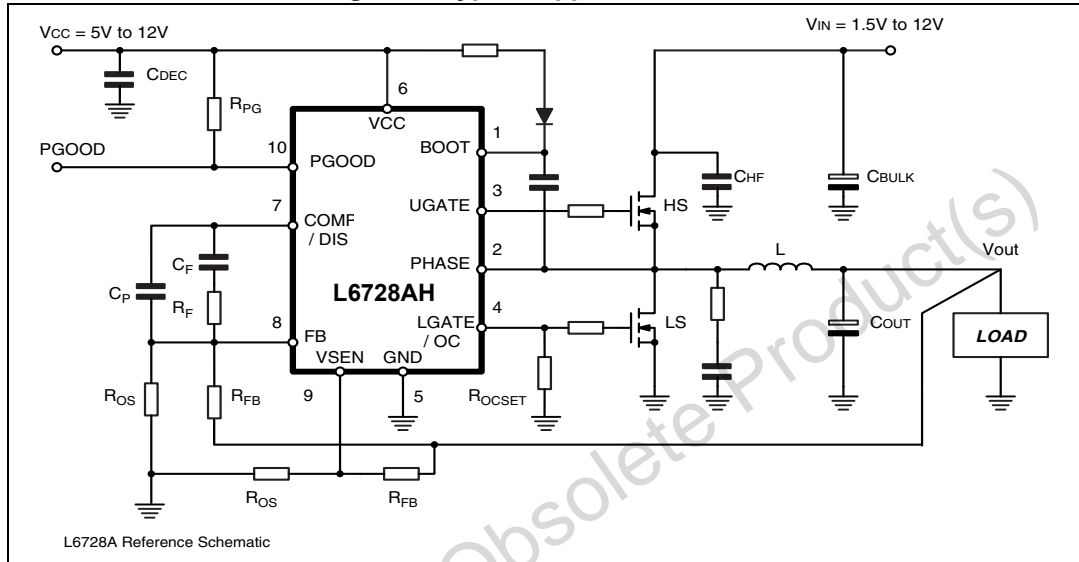 VCC = 5V to 12V
VIN = 1.5V to 12V
CDEC
6
RPG
VCC
1
BOOT
PGOOD
10
PGOOD
CHF
CBULK
3
HS
UGATE
7
COMP
/ DIS
2
L
Vout
PHASE
CF
CP
L6728AH
4
RF
LGATE
/ OC
LS
COUT
LOAD
8
FB
VSEN
GND
ROS
RFB
9
5
ROCSET
ROS
RFB
L6728A Reference Schematic
Obsolete Product(s)